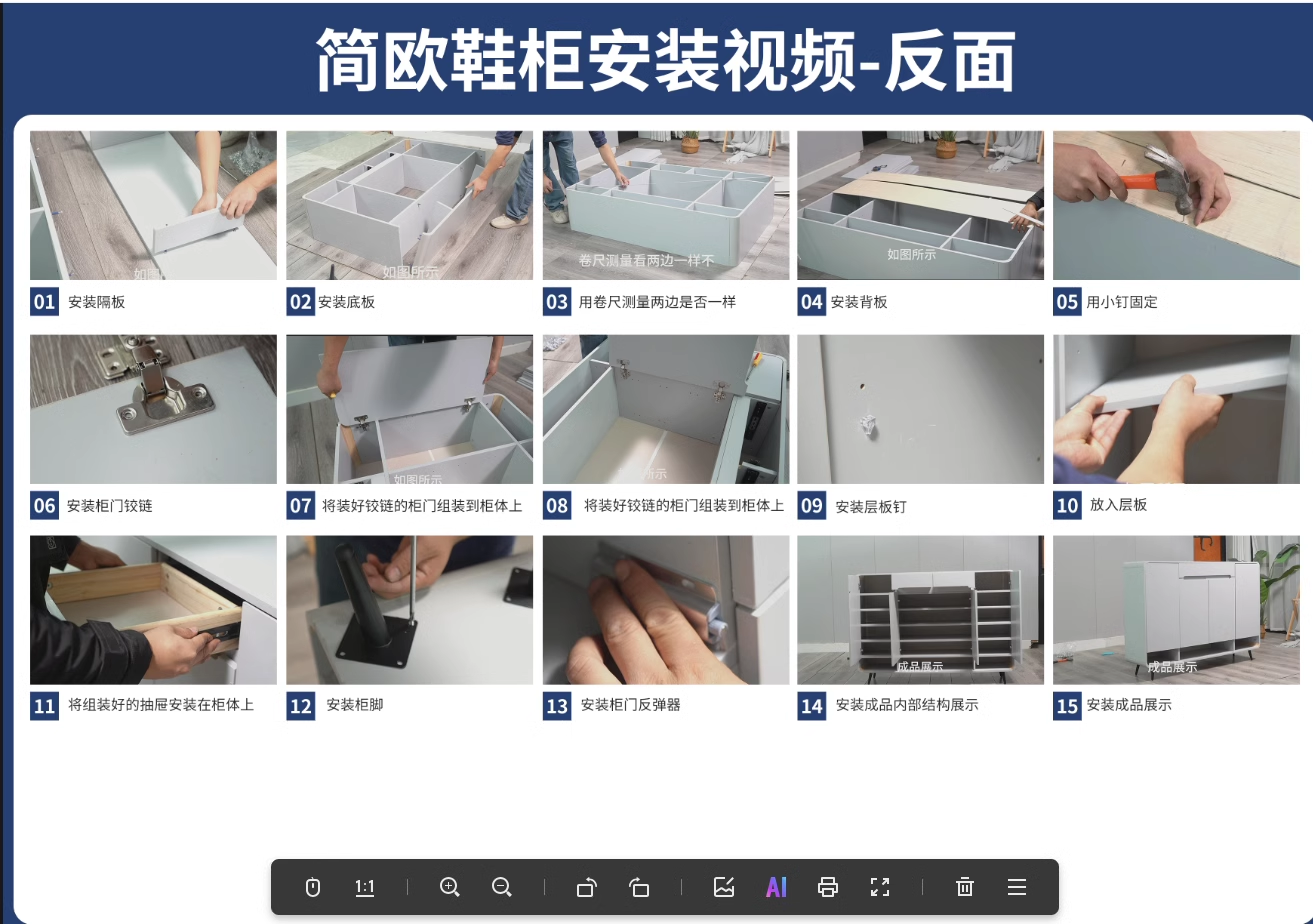 简欧鞋柜安装视频-反面
如图
如图所示
卷尺测量看两边一样不
如图所示
01 安装隔板
02 安装底板
03 用卷尺测量两边是否一样
04 安装背板
05 用小钉固定
如图所示
所示
06 安装柜门铰链
07 将装好铰链的柜门组装到柜体上
08 将装好铰链的柜门组装到柜体上
09 安装层板钉
10 放入层板
成品展示
成品展示
11 将组装好的抽屉安装在柜体上
12 安装柜脚
13 安装柜门反弹器
14 安装成品内部结构展示
15 安装成品展示
1:1
AI